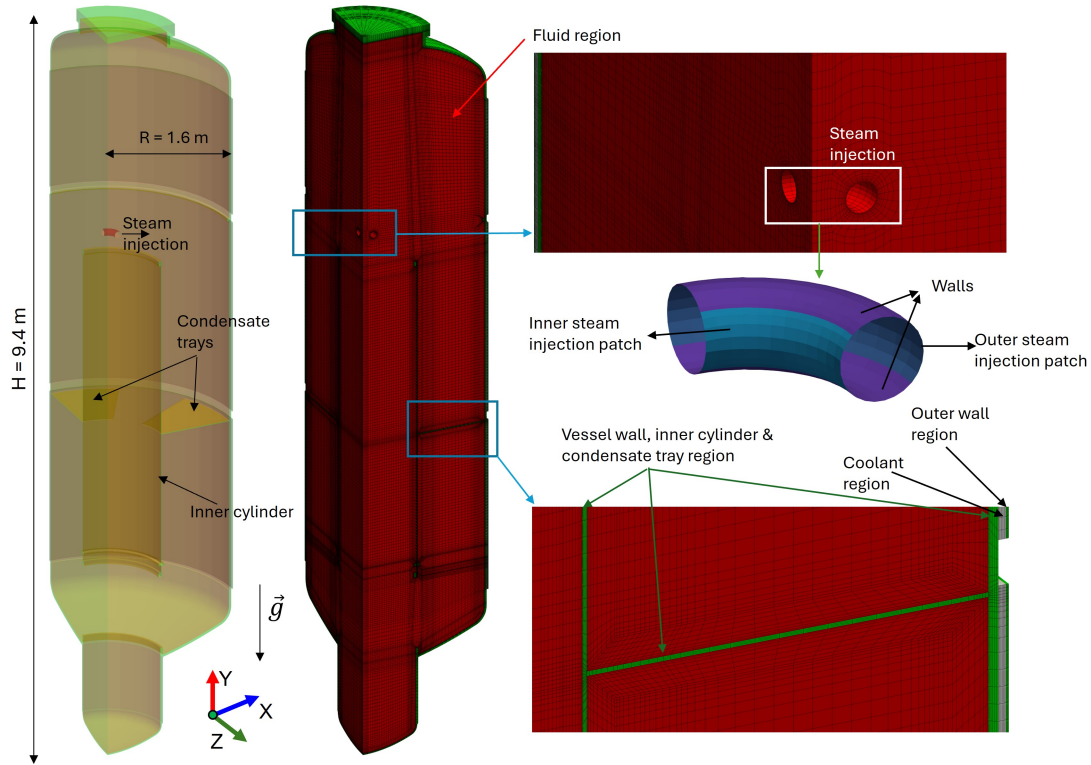 Fluid region
R = 1.6 m
Steam
injection
Steam
injection
Walls
Condensate
trays
Inner steam
injection patch
Outer steam
injection patch
H = 9.4 m
Outer wall
region
Vessel wall, inner cylinder &
condensate tray region
Coolant
region
Inner cylinder
g⃗
Y
X
Z